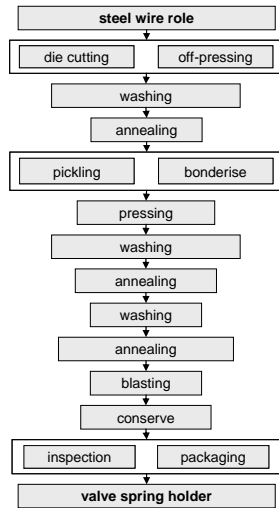 steel wire role
die cutting off-pressing
washing
annealing
pickling bonderise
pressing
washing
annealing
washing
annealing
blasting
conserve
inspection packaging
valve spring holder